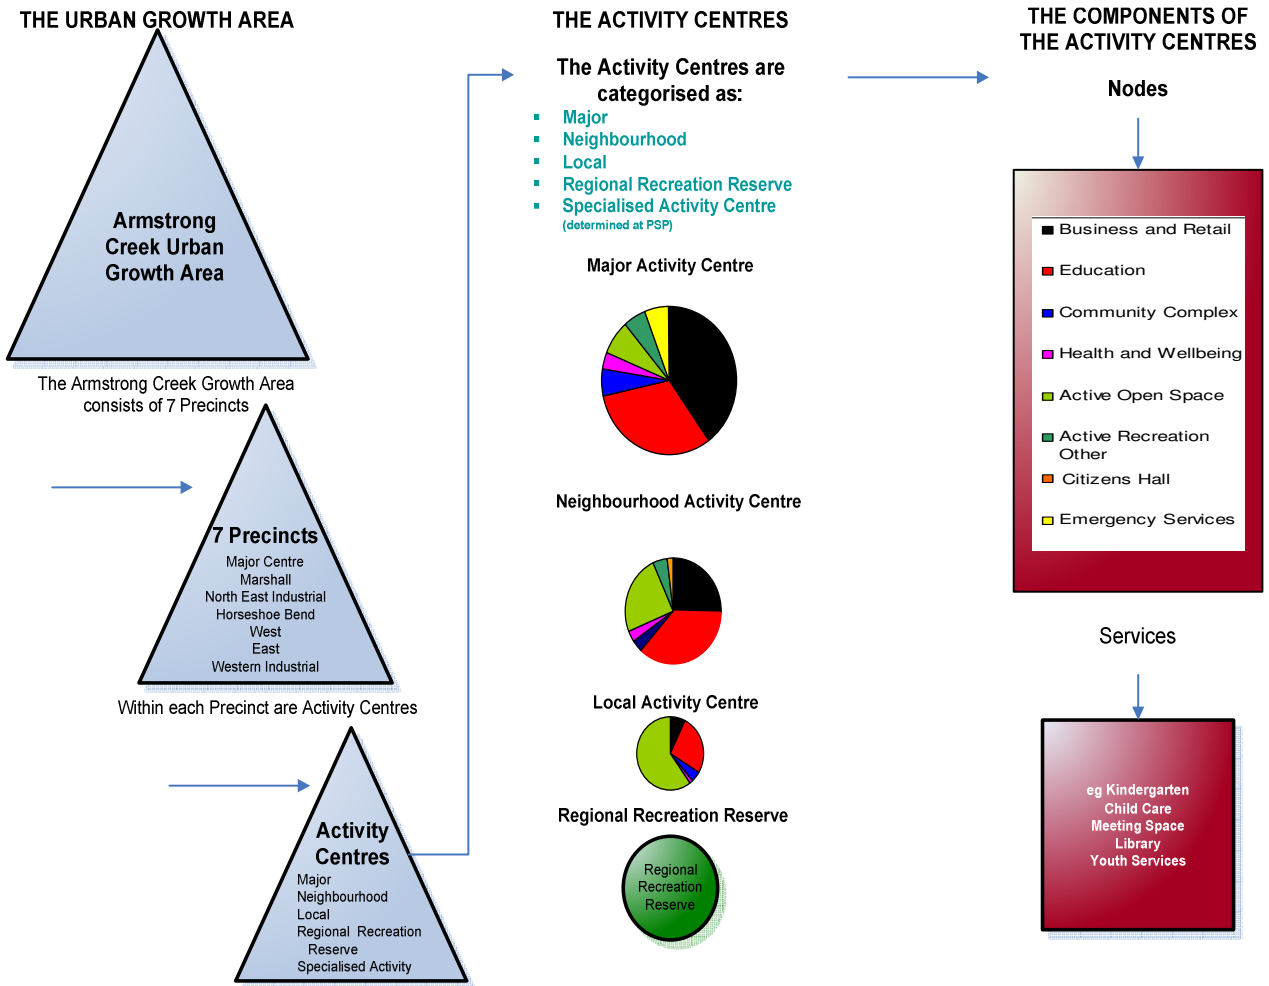 THE URBAN GROWTH AREA
Armstrong
Creek Urban
Growth Area
The Armstrong Creek Growth Area
consists of 7 Precincts
7 Precincts
Major Centre
Marshall
North East Industrial
Horseshoe Bend
West
East
Western Industrial
Within each Precinct are Activity Centres
Activity
Centres
Major
Neighbourhood
Local
Regional Recreation
Reserve
Specialised Activity
THE ACTIVITY CENTRES
The Activity Centres are
categorised as:
▪ Major
▪ Neighbourhood
▪ Local
▪ Regional Recreation Reserve
▪ Specialised Activity Centre
(determined at PSP)
Major Activity Centre
Neighbourhood Activity Centre
Local Activity Centre
Regional Recreation Reserve
Regional
Recreation
Reserve
THE COMPONENTS OF
THE ACTIVITY CENTRES
Nodes
Business and Retail
Education
Community Complex
Health and Wellbeing
Active Open Space
Active Recreation
Other
Citizens Hall
Emergency Services
Services
eg Kindergarten
Child Care
Meeting Space
Library
Youth Services